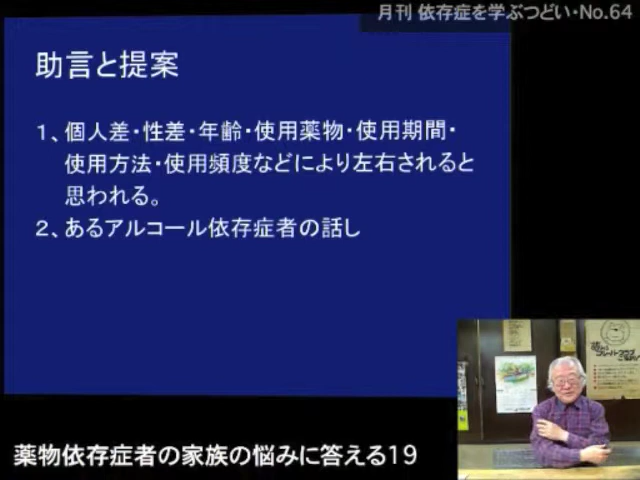 月刊 依存症を学ぶつどい・No.64
助言と提案
１、個人差・性差・年齢・使用薬物・使用期間・
使用方法・使用頻度などにより左右されると
思われる。
２、あるアルコール依存症者の話し
薬物依存症者の家族の悩みに答える19